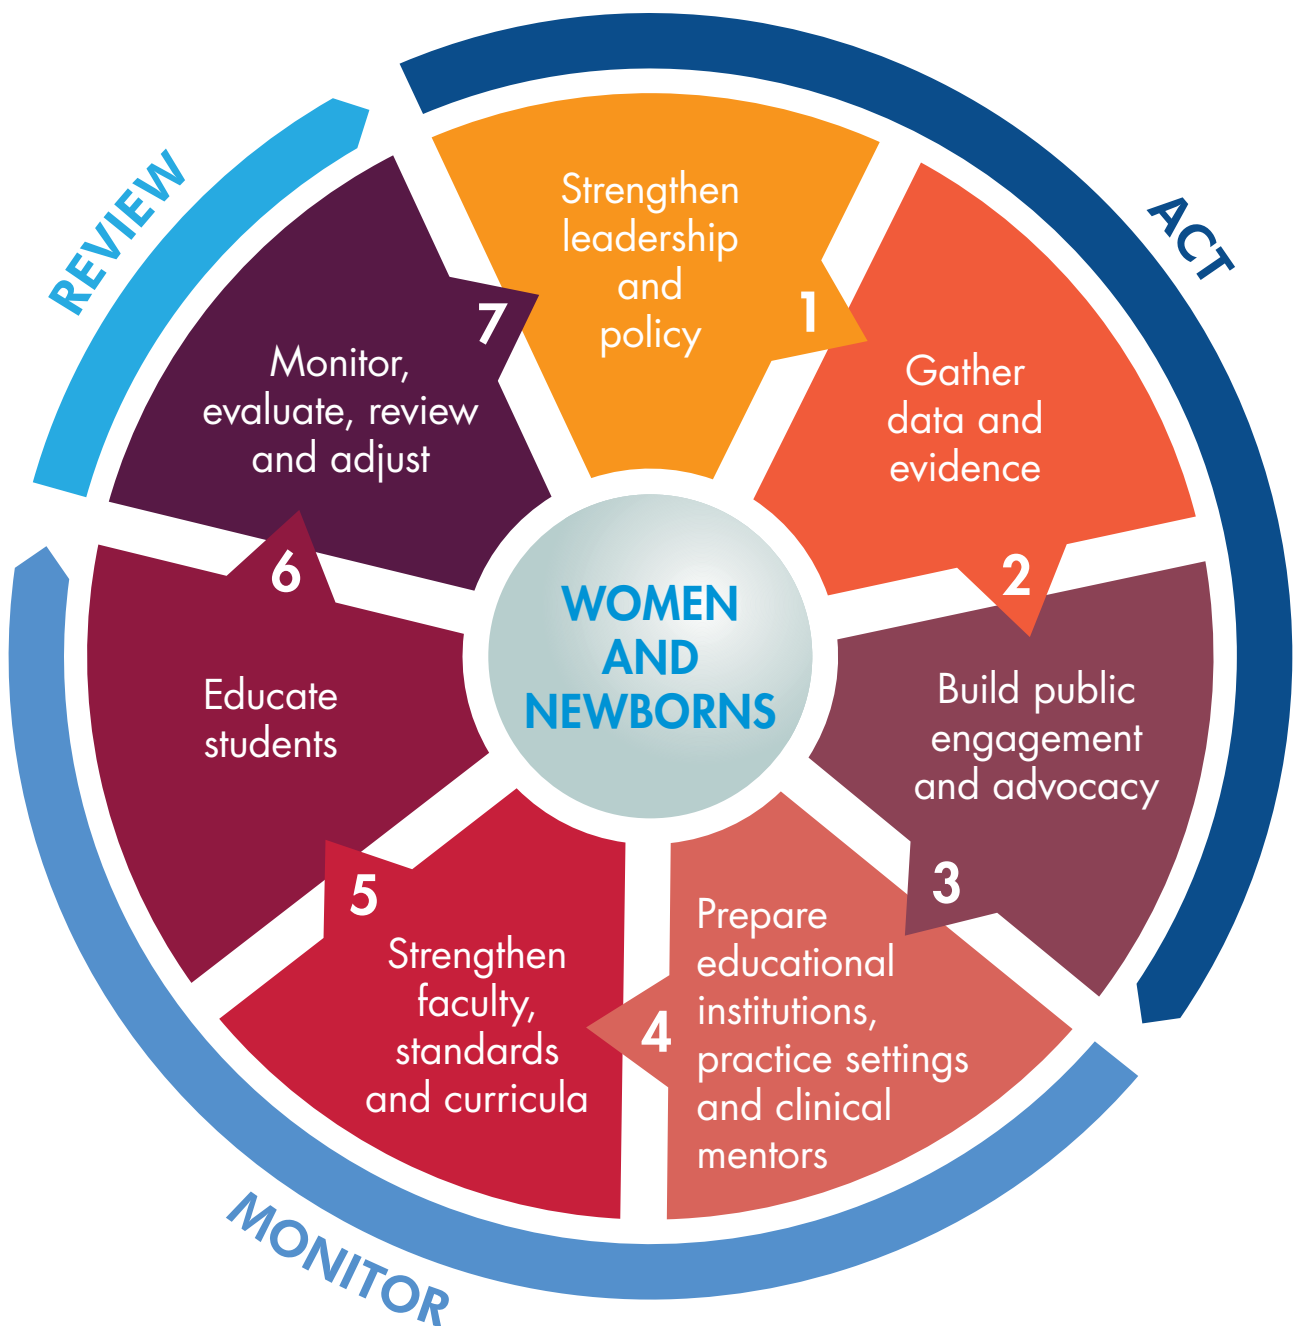 ACT
Strengthen
leadership
and
policy
1
Gather
data and
evidence
2
Build public
engagement
and advocacy
3
MONITOR
Prepare
educational
institutions,
practice settings
and clinical
mentors
4
Strengthen
faculty,
standards
and curricula
5
Educate
students
6
REVIEW
Monitor,
evaluate, review
and adjust
7
WOMEN
AND
NEWBORNS